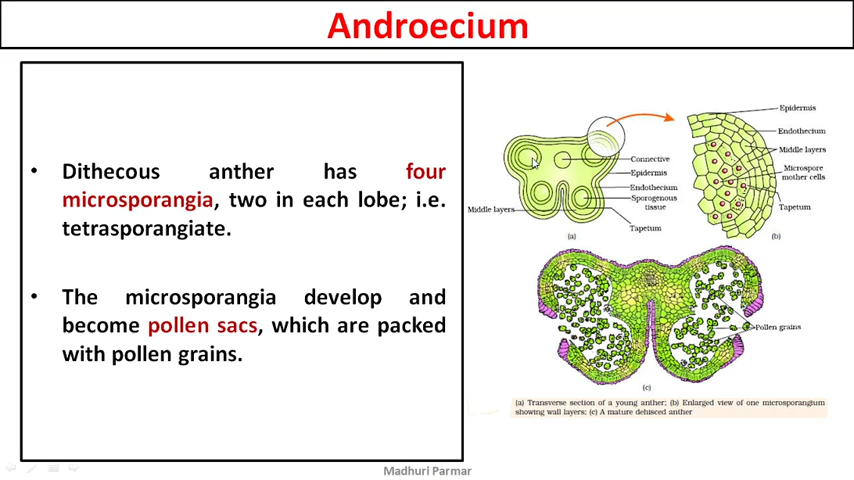 Androecium
• Dithecous anther has four
microsporangia, two in each lobe; i.e.
tetrasporangiate.
• The microsporangia develop and
become pollen sacs, which are packed
with pollen grains.
Connective
Epidermis
Endothecium
Sporogenous
tissue
Middle layers
Tapetum
(a)
Epidermis
Endothecium
Middle layers
Microspore
mother cells
Tapetum
(b)
Pollen grains
(c)
(a) Transverse section of a young anther; (b) Enlarged view of one microsporangium
showing wall layers; (c) A mature dehisced anther
Madhuri Parmar